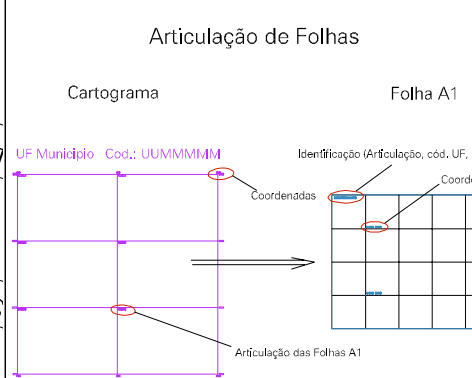 Articulação de Folhas
Cartograma
Folha A1
UF Municipio Cod.: UUMMMMM
Identificação (Articulação, cód. UF,
Coorde
Coordenadas
Articulação das Folhas A1